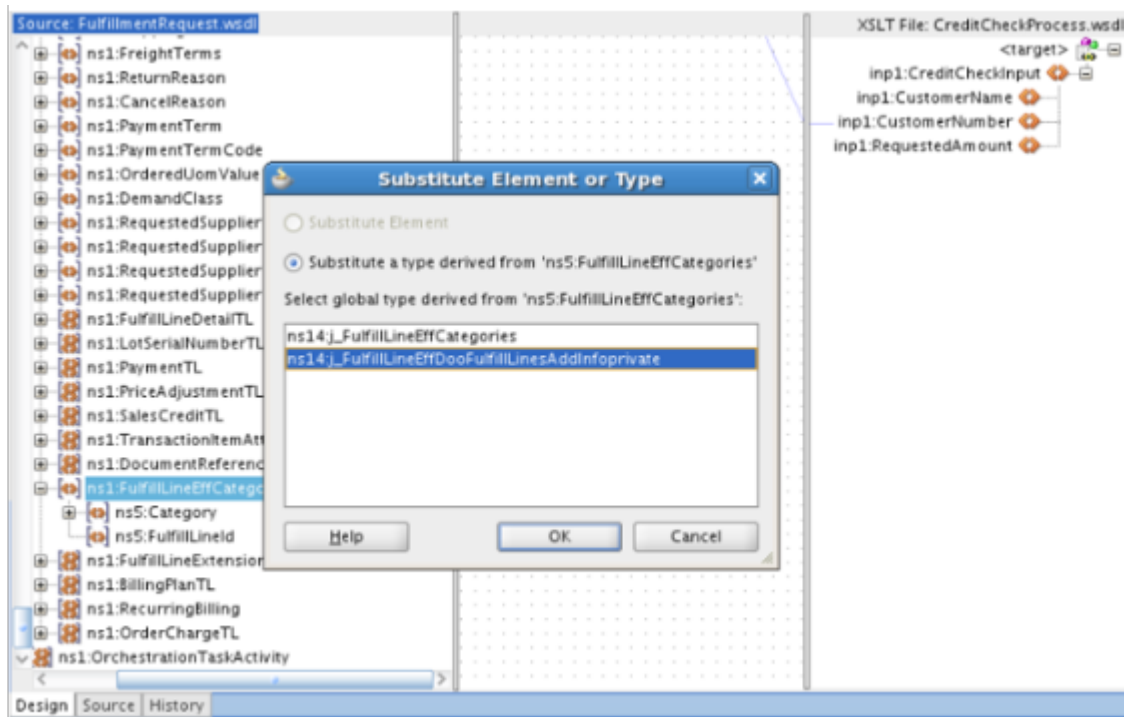 Source: FulfillmentRequest.wsdl
ns1:FreightTerms
ns1:ReturnReason
ns1:CancelReason
ns1:PaymentTerm
ns1:PaymentTermCode
ns1:OrderedUomValue
ns1:DemandClass
ns1:RequestedSupplier
ns1:RequestedSupplier
ns1:RequestedSupplier
ns1:RequestedSupplier
ns1:FulfillLineDetailTL
ns1:LotSerialNumberTL
ns1:PaymentTL
ns1:PriceAdjustmentTL
ns1:SalesCreditTL
ns1:TransactionItemAtt
ns1:DocumentReferenc
ns1:FulfillLineEffCatego
ns5:Category
ns5:FulfillLineId
ns1:FulfillLineExtension
ns1:BillingPlanTL
ns1:RecurringBilling
ns1:OrderChargeTL
ns1:OrchestrationTaskActivity
Design Source History
Substitute Element or Type
Substitute Element
Substitute a type derived from 'ns5:FulfillLineEffCategories'
Select global type derived from 'ns5:FulfillLineEffCategories':
ns14:j_FulfillLineEffCategories
ns14:j_FulfillLineEffDooFulfillLinesAddInfoprivate
Help OK Cancel
XSLT File: CreditCheckProcess.wsdl
<target>
inp1:CreditCheckInput
inp1:CustomerName
inp1:CustomerNumber
inp1:RequestedAmount